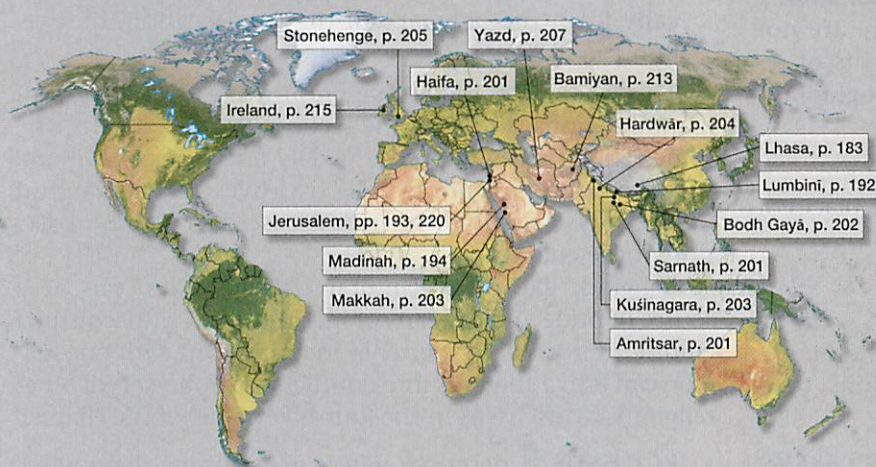 Stonehenge, p. 205
Yazd, p. 207
Haifa, p. 201
Bamiyan, p. 213
Ireland, p. 215
Hardwār, p. 204
Lhasa, p. 183
Lumbinī, p. 192
Jerusalem, pp. 193, 220
Bodh Gayā, p. 202
Madinah, p. 194
Sarnath, p. 201
Makkah, p. 203
Kuśinagara, p. 203
Amritsar, p. 201